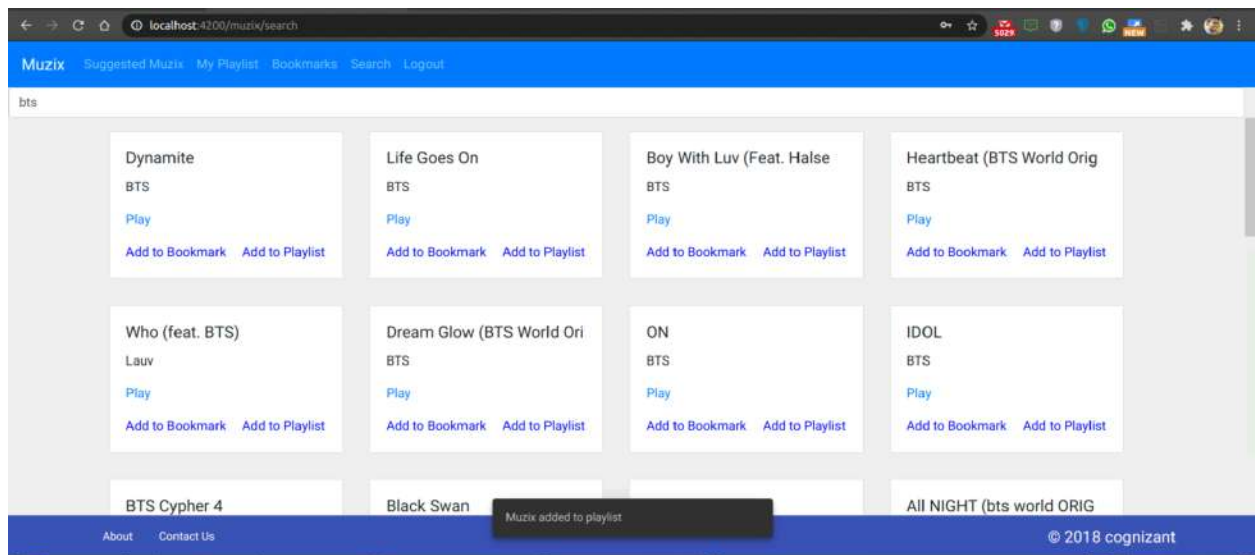 localhost:4200/muzix/search
5029
NEW
Muzix Suggested Muzix My Playlist Bookmarks Search Logout
bts
Dynamite Life Goes On Boy With Luv (Feat. Halse Heartbeat (BTS World Orig
BTS BTS BTS BTS
Play Play Play Play
Add to Bookmark Add to Playlist Add to Bookmark Add to Playlist Add to Bookmark Add to Playlist Add to Bookmark Add to Playlist
Who (feat. BTS) Dream Glow (BTS World Ori ON IDOL
Lauv BTS BTS BTS
Play Play Play Play
Add to Bookmark Add to Playlist Add to Bookmark Add to Playlist Add to Bookmark Add to Playlist Add to Bookmark Add to Playlist
BTS Cypher 4 Black Swan All NIGHT (bts world ORIG
Muzix added to playlist
About Contact Us © 2018 cognizant